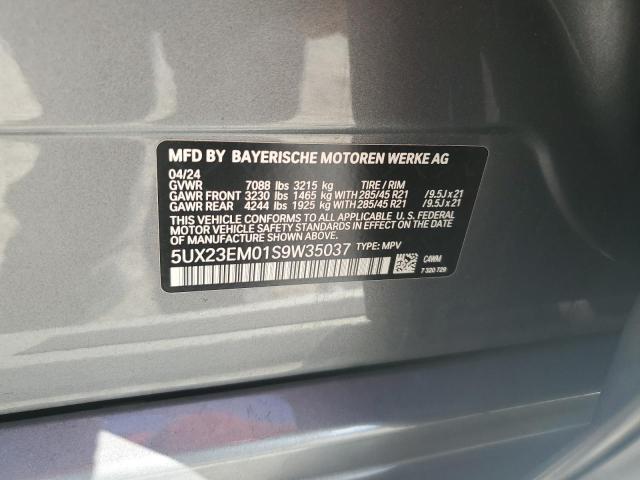 MFD BY BAYERISCHE MOTOREN WERKE AG
04/24
GVWR 7088 lbs 3215 kg TIRE / RIM
GAWR FRONT 3230 lbs 1465 kg WITH 285/45 R21 /9.5J x 21
GAWR REAR 4244 lbs 1925 kg WITH 285/45 R21 /9.5J x 21
THIS VEHICLE CONFORMS TO ALL APPLICABLE U. S. FEDERAL
MOTOR VEHICLE SAFETY STANDARDS IN EFFECT ON THE DATE
OF MANUFACTURE SHOWN ABOVE.
5UX23EM01S9W35037 TYPE: MPV
C4WM
7 320 729